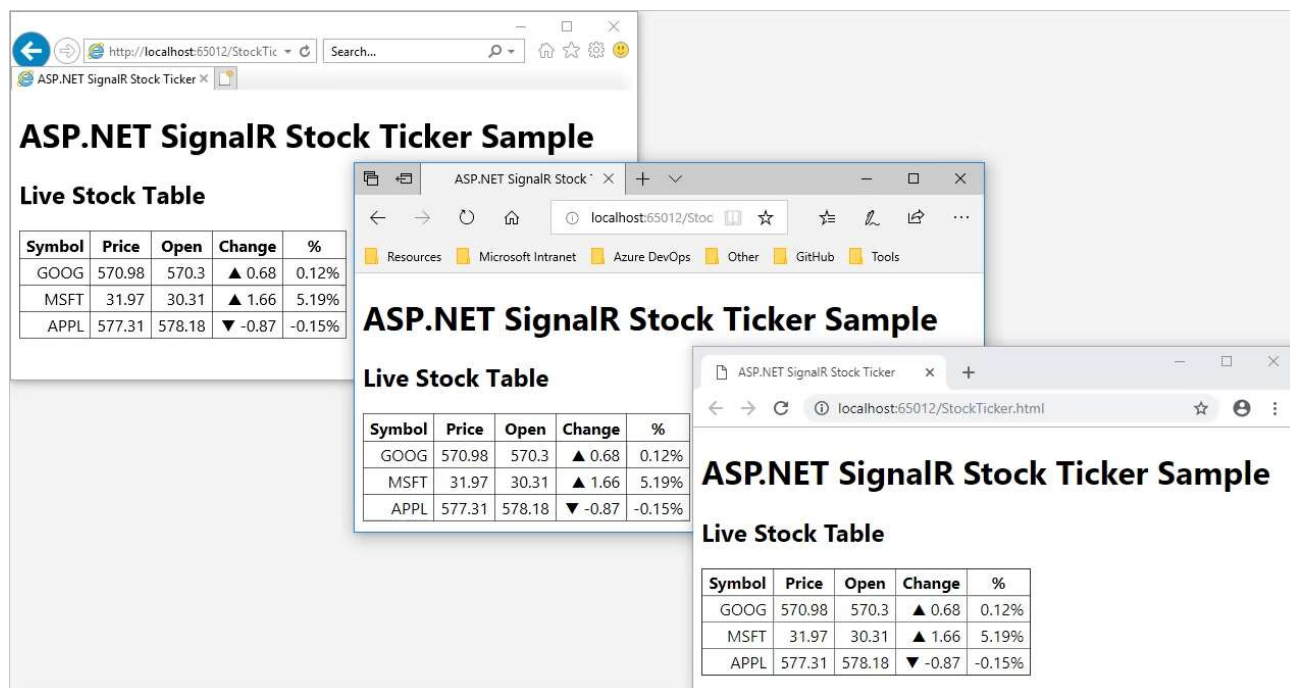 http://localhost:65012/StockTic
Search...
ASP.NET SignalR Stock Ticker
ASP.NET SignalR Stock Ticker Sample
Live Stock Table
Symbol Price Open Change %
GOOG 570.98 570.3 ▲ 0.68 0.12%
MSFT 31.97 30.31 ▲ 1.66 5.19%
APPL 577.31 578.18 ▼ -0.87 -0.15%
ASP.NET SignalR Stock
localhost:65012/Stoc
Resources Microsoft Intranet Azure DevOps Other GitHub Tools
ASP.NET SignalR Stock Ticker Sample
Live Stock Table
Symbol Price Open Change %
GOOG 570.98 570.3 ▲ 0.68 0.12%
MSFT 31.97 30.31 ▲ 1.66 5.19%
APPL 577.31 578.18 ▼ -0.87 -0.15%
ASP.NET SignalR Stock Ticker
localhost:65012/StockTicker.html
ASP.NET SignalR Stock Ticker Sample
Live Stock Table
Symbol Price Open Change %
GOOG 570.98 570.3 ▲ 0.68 0.12%
MSFT 31.97 30.31 ▲ 1.66 5.19%
APPL 577.31 578.18 ▼ -0.87 -0.15%